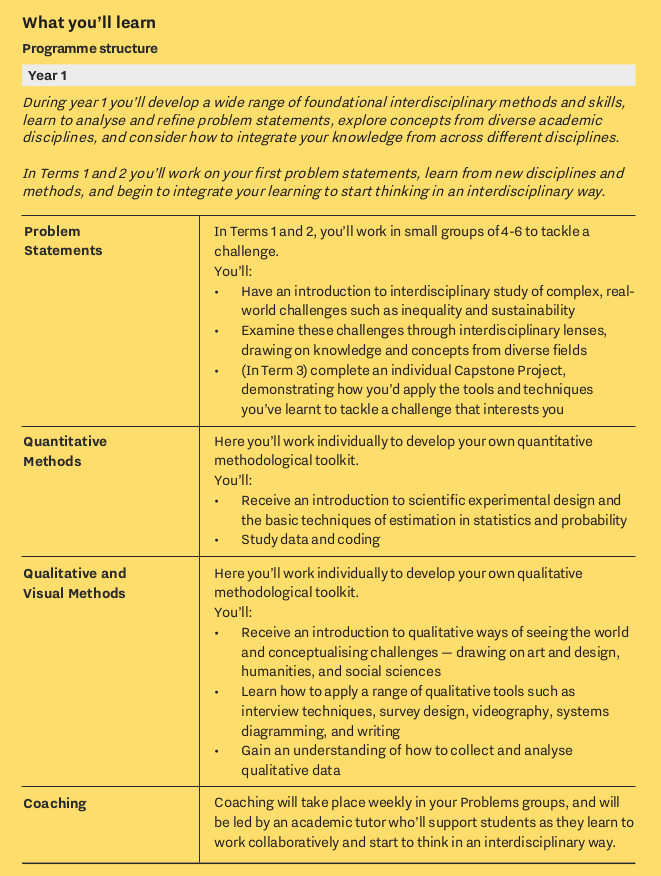 What you'll learn
Programme structure
Year 1
During year 1 you'll develop a wide range of foundational interdisciplinary methods and skills,
learn to analyse and refine problem statements, explore concepts from diverse academic
disciplines, and consider how to integrate your knowledge from across different disciplines.
In Terms 1 and 2 you'll work on your first problem statements, learn from new disciplines and
methods, and begin to integrate your learning to start thinking in an interdisciplinary way.
Problem
Statements
In Terms 1 and 2, you'll work in small groups of 4-6 to tackle a
challenge.
You'll:
• Have an introduction to interdisciplinary study of complex, real-
world challenges such as inequality and sustainability
• Examine these challenges through interdisciplinary lenses,
drawing on knowledge and concepts from diverse fields
• (In Term 3) complete an individual Capstone Project,
demonstrating how you'd apply the tools and techniques
you've learnt to tackle a challenge that interests you
Quantitative
Methods
Here you'll work individually to develop your own quantitative
methodological toolkit.
You'll:
• Receive an introduction to scientific experimental design and
the basic techniques of estimation in statistics and probability
• Study data and coding
Qualitative and
Visual Methods
Here you'll work individually to develop your own qualitative
methodological toolkit.
You'll:
• Receive an introduction to qualitative ways of seeing the world
and conceptualising challenges — drawing on art and design,
humanities, and social sciences
• Learn how to apply a range of qualitative tools such as
interview techniques, survey design, videography, systems
diagramming, and writing
• Gain an understanding of how to collect and analyse
qualitative data
Coaching
Coaching will take place weekly in your Problems groups, and will
be led by an academic tutor who'll support students as they learn to
work collaboratively and start to think in an interdisciplinary way.